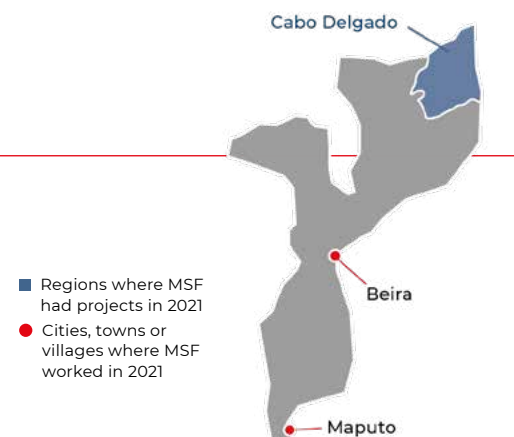 Cabo Delgado
Regions where MSF
had projects in 2021
Cities, towns or
villages where MSF
worked in 2021
Beira
Maputo